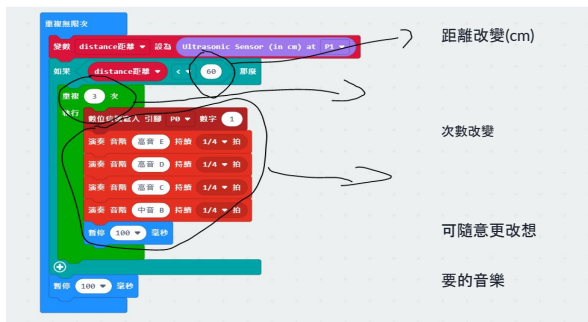 重複無限次
變數 distance距離 設為 Ultrasonic Sensor (in cm) at P1
距離改變(cm)
如果 distance距離 < 60 那麼
重複 3 次
執行
數位信號寫入 引腳 P0 數字 1
次數改變
演奏 音階 高音 E 持續 1/4 拍
演奏 音階 高音 D 持續 1/4 拍
演奏 音階 高音 C 持續 1/4 拍
演奏 音階 中音 B 持續 1/4 拍
暫停 100 毫秒
可隨意更改想
要的音樂
暫停 100 毫秒